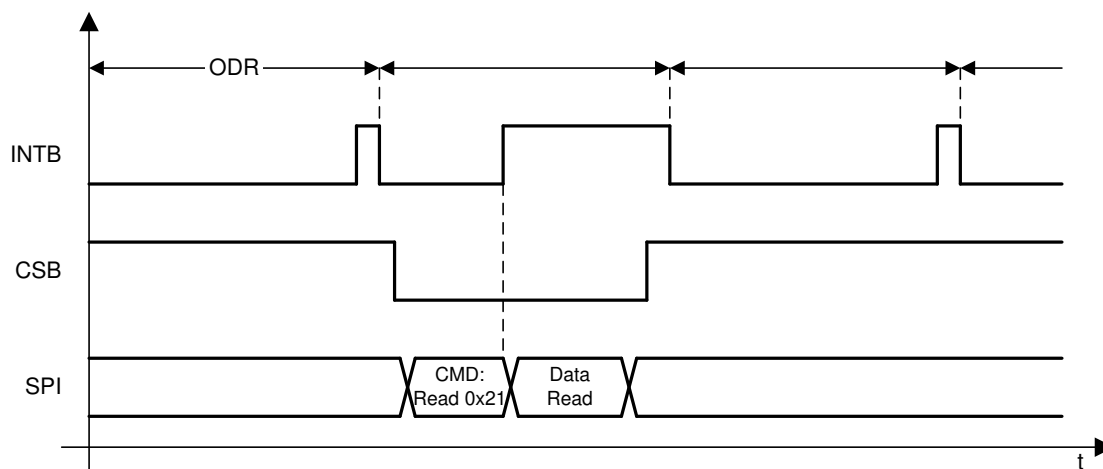 ODR
INTB
CSB
SPI
CMD:
Read 0x21
Data
Read
t